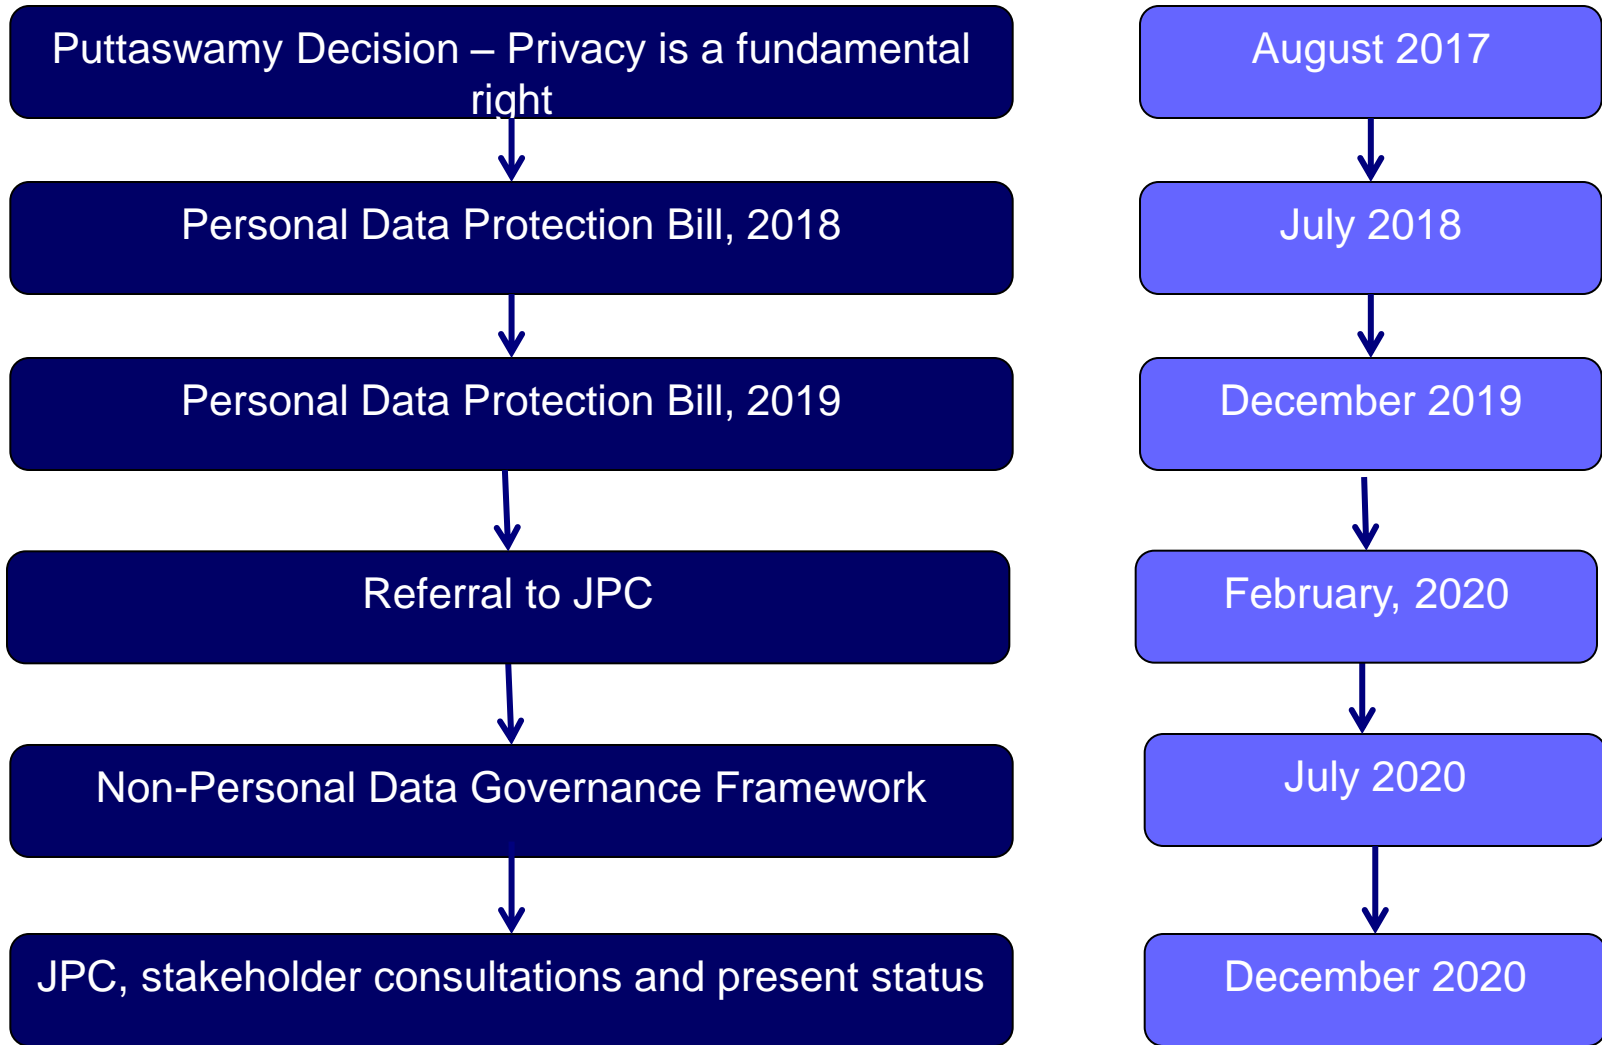 Puttaswamy Decision – Privacy is a fundamental
right
August 2017
Personal Data Protection Bill, 2018
July 2018
Personal Data Protection Bill, 2019
December 2019
Referral to JPC
February, 2020
Non-Personal Data Governance Framework
July 2020
JPC, stakeholder consultations and present status
December 2020